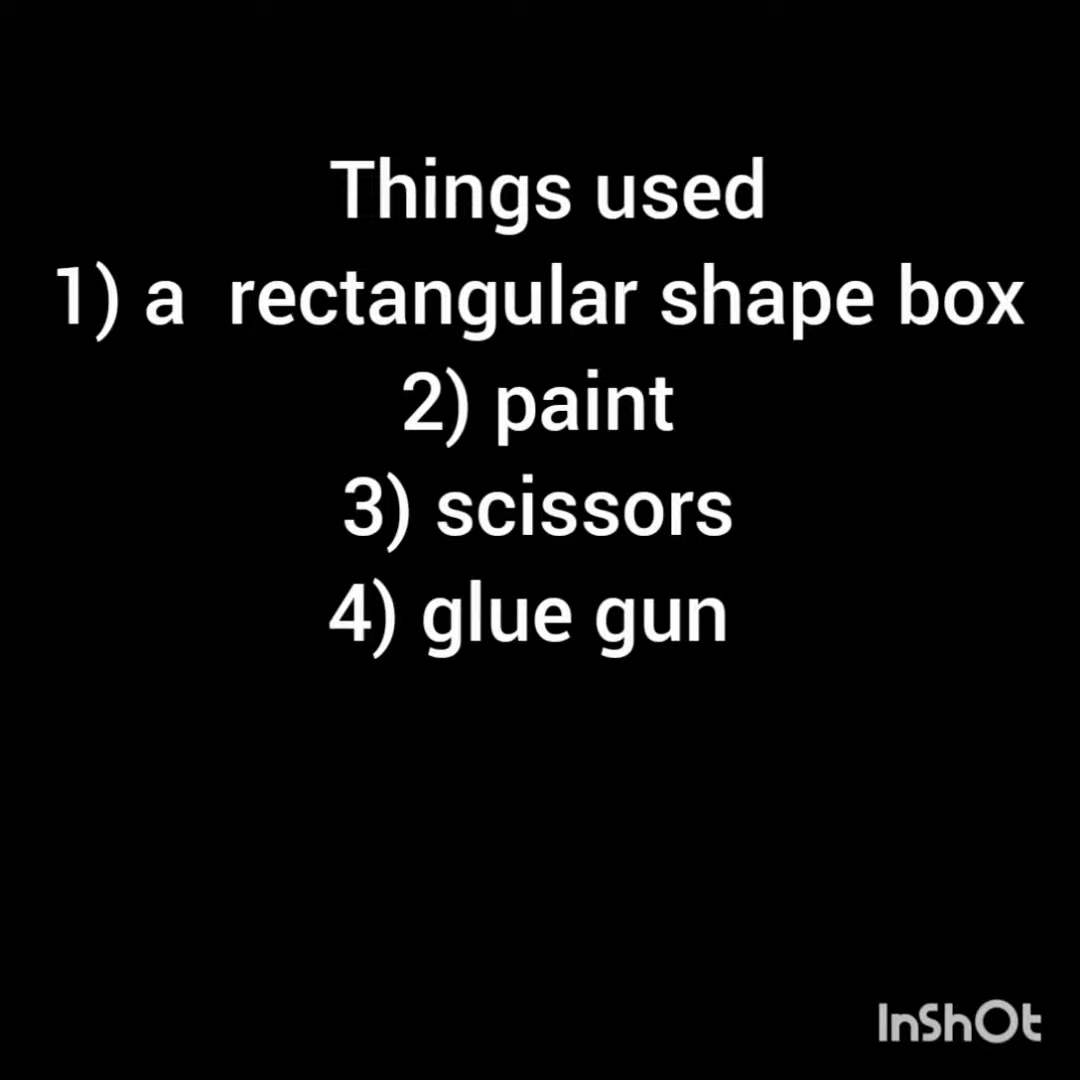 Things used
1) a  rectangular shape box
2) paint
3) scissors
4) glue gun
InShOt